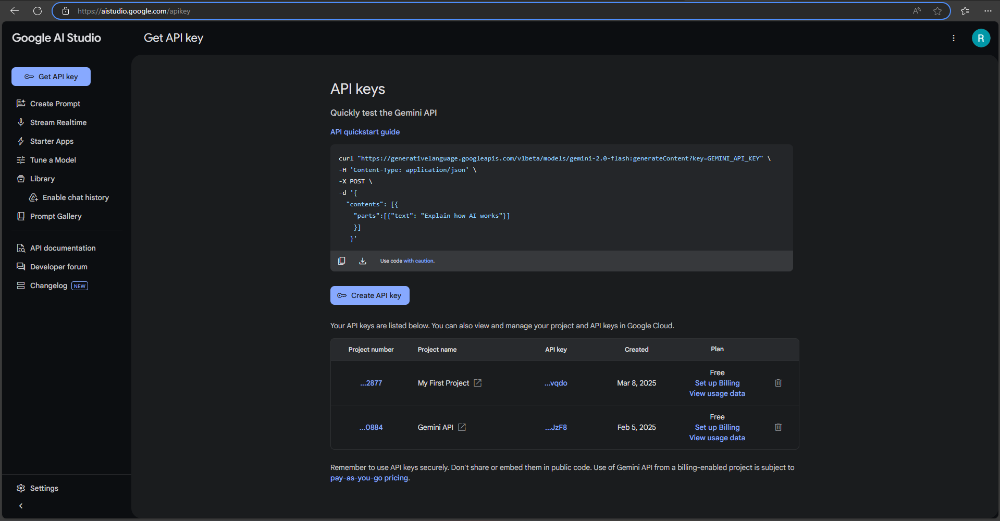 https://aistudio.google.com/apikey
Google AI Studio
Get API key
R
Get API key
Create Prompt
Stream Realtime
Starter Apps
Tune a Model
Library
Enable chat history
Prompt Gallery
API documentation
Developer forum
Changelog NEW
Settings
API keys
Quickly test the Gemini API
API quickstart guide
curl "https://generativelanguage.googleapis.com/v1beta/models/gemini-2.0-flash:generateContent?key=GEMINI_API_KEY" \
-H 'Content-Type: application/json' \
-X POST \
-d '{
"contents": [{
"parts":[{"text": "Explain how AI works"}]
}]
}'
Use code with caution.
Create API key
Your API keys are listed below. You can also view and manage your project and API keys in Google Cloud.
Project number Project name API key Created Plan
...2877 My First Project ...vqdo Mar 8, 2025 Free
Set up Billing
View usage data
...0884 Gemini API ...JzF8 Feb 5, 2025 Free
Set up Billing
View usage data
Remember to use API keys securely. Don't share or embed them in public code. Use of Gemini API from a billing-enabled project is subject to
pay-as-you-go pricing.